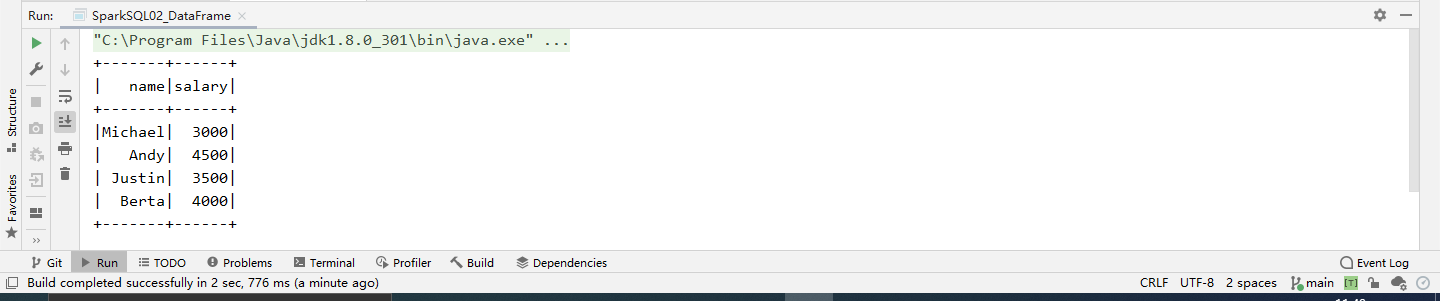 Run: SparkSQL02_DataFrame
"C:\Program Files\Java\jdk1.8.0_301\bin\java.exe" ...
+-------+------+
|   name|salary|
+-------+------+
|Michael|  3000|
|   Andy|  4500|
| Justin|  3500|
|  Berta|  4000|
+-------+------+
Structure
Favorites
Git Run TODO Problems Terminal Profiler Build Dependencies Event Log
Build completed successfully in 2 sec, 776 ms (a minute ago) CRLF UTF-8 2 spaces main [T]